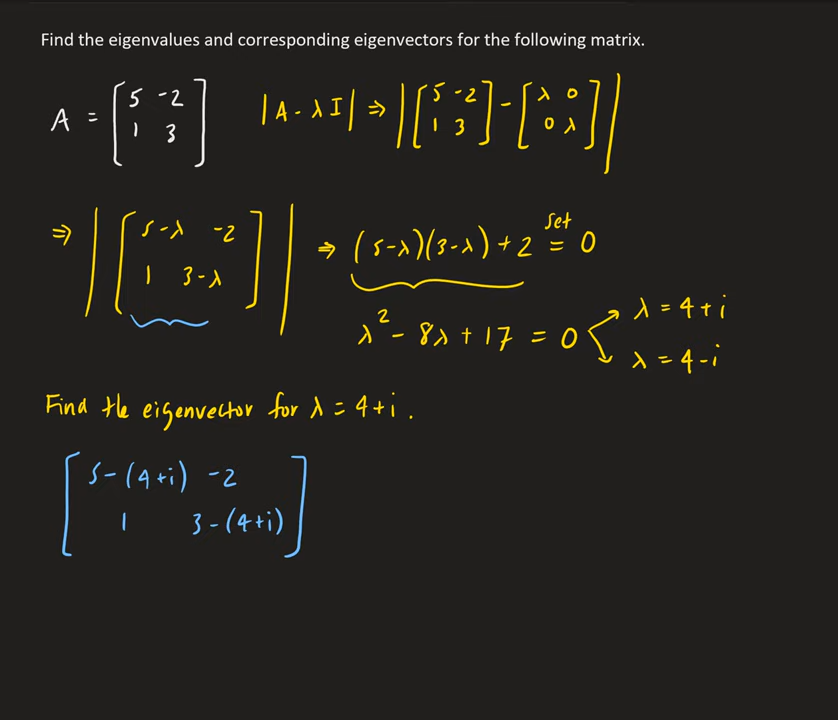 Find the eigenvalues and corresponding eigenvectors for the following matrix.
A = [5 -2; 1 3] |A - λI| ⇒ |[5 -2; 1 3] - [λ 0; 0 λ]|
⇒ |[5-λ -2; 1 3-λ]| ⇒ (5-λ)(3-λ) + 2 set = 0
λ² - 8λ + 17 = 0
λ = 4 + i
λ = 4 - i
Find the eigenvector for λ = 4 + i.
[5-(4+i) -2; 1 3-(4+i)]